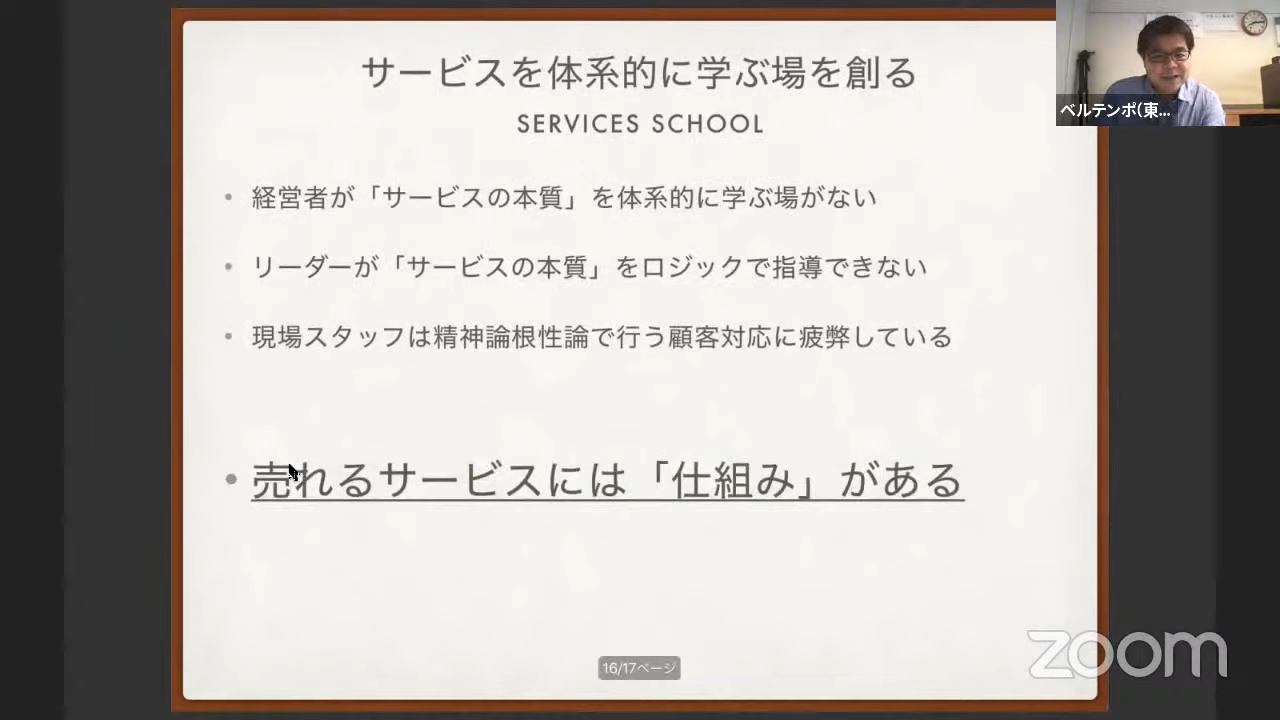 サービスを体系的に学ぶ場を創る
SERVICES SCHOOL
ベルテンポ(東...
• 経営者が「サービスの本質」を体系的に学ぶ場がない
• リーダーが「サービスの本質」をロジックで指導できない
• 現場スタッフは精神論根性論で行う顧客対応に疲弊している
• 売れるサービスには「仕組み」がある
16/17ページ
zoom